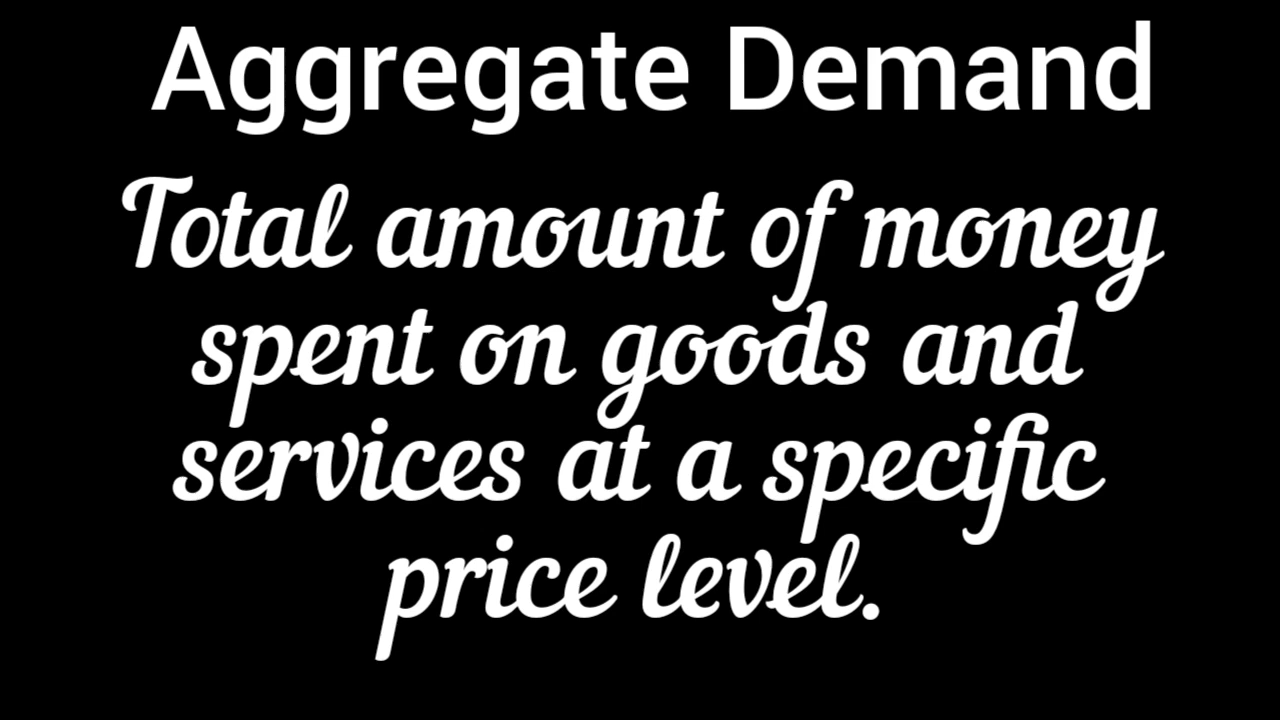 Aggregate Demand
Total amount of money
spent on goods and
services at a specific
price level.